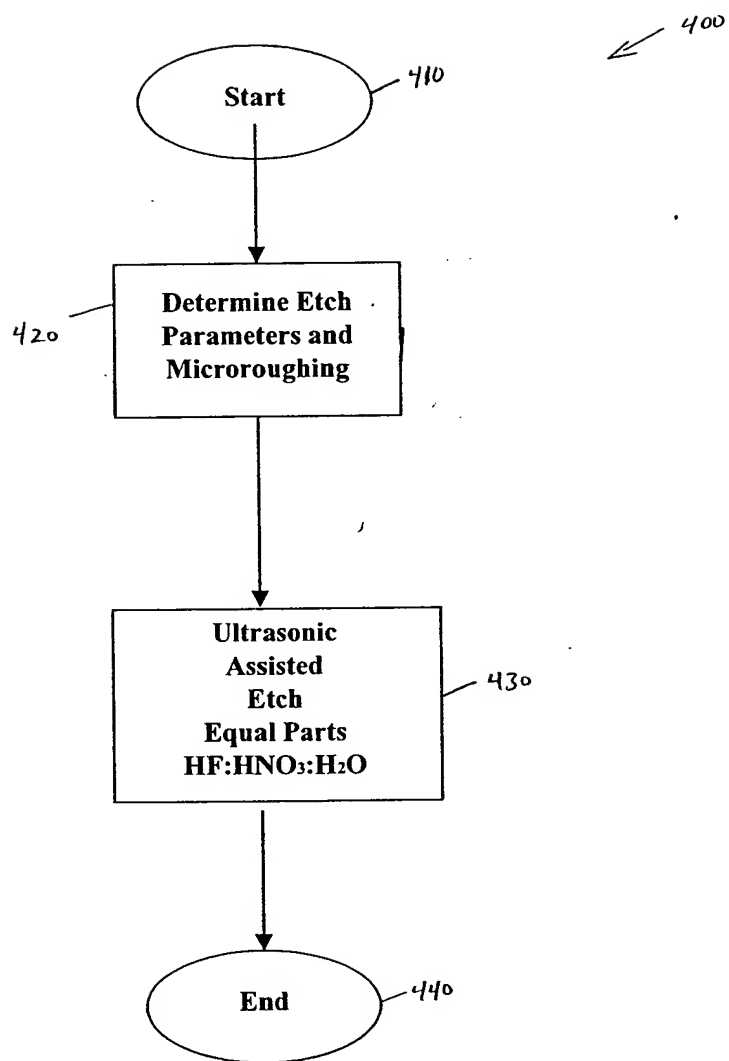 400
Start
410
Determine Etch
Parameters and
Microroughing
420
Ultrasonic
Assisted
Etch
Equal Parts
HF:HNO₃:H₂O
430
End
440